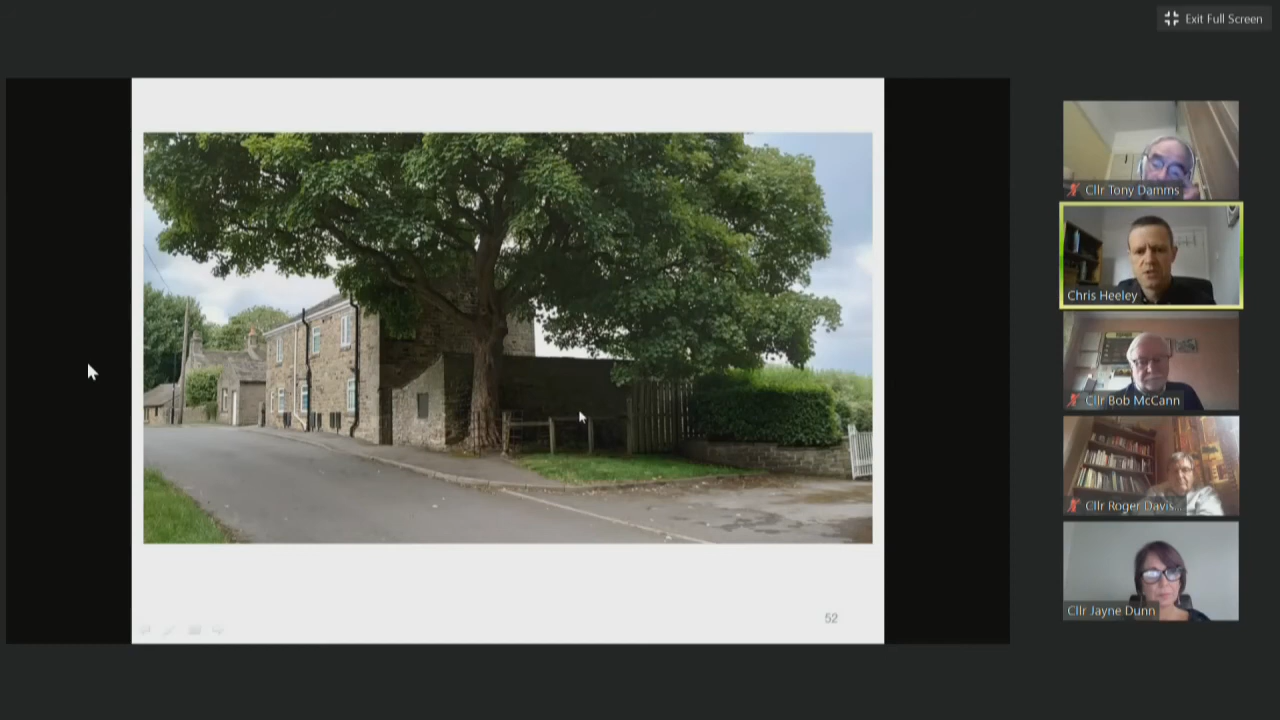 Exit Full Screen
Cllr Tony Damms
Chris Heeley
Cllr Bob McCann
Cllr Roger Davis...
Cllr Jayne Dunn
52